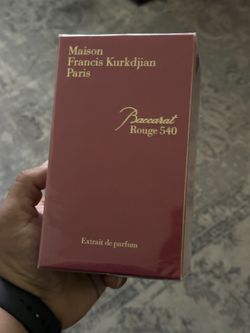 Maison
Francis Kurkdjian
Paris
Baccarat
Rouge 540
Extrait de parfum